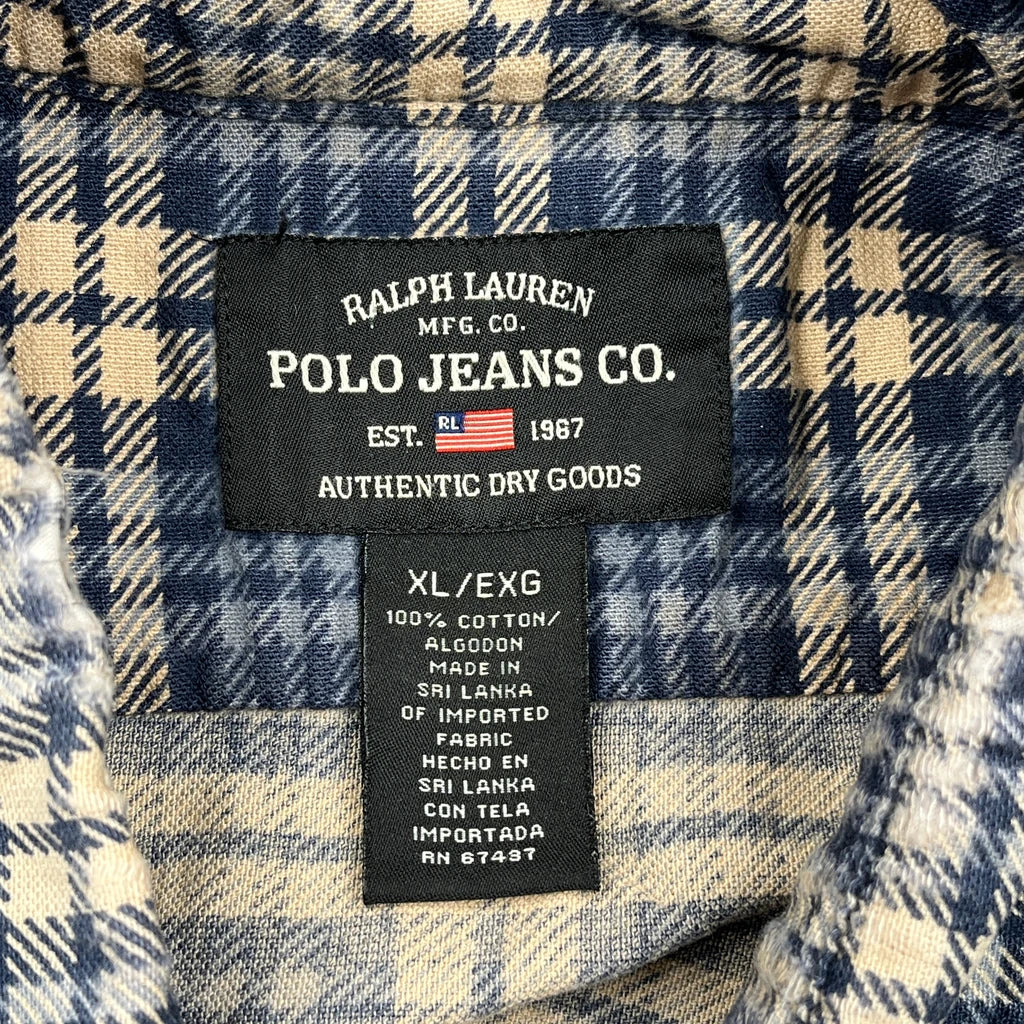 RALPH LAUREN
MFG. CO.
POLO JEANS CO.
EST. RL 1967
AUTHENTIC DRY GOODS
XL/EXG
100% COTTON/
ALGODON
MADE IN
SRI LANKA
OF IMPORTED
FABRIC
HECHO EN
SRI LANKA
CON TELA
IMPORTADA
RN 67497